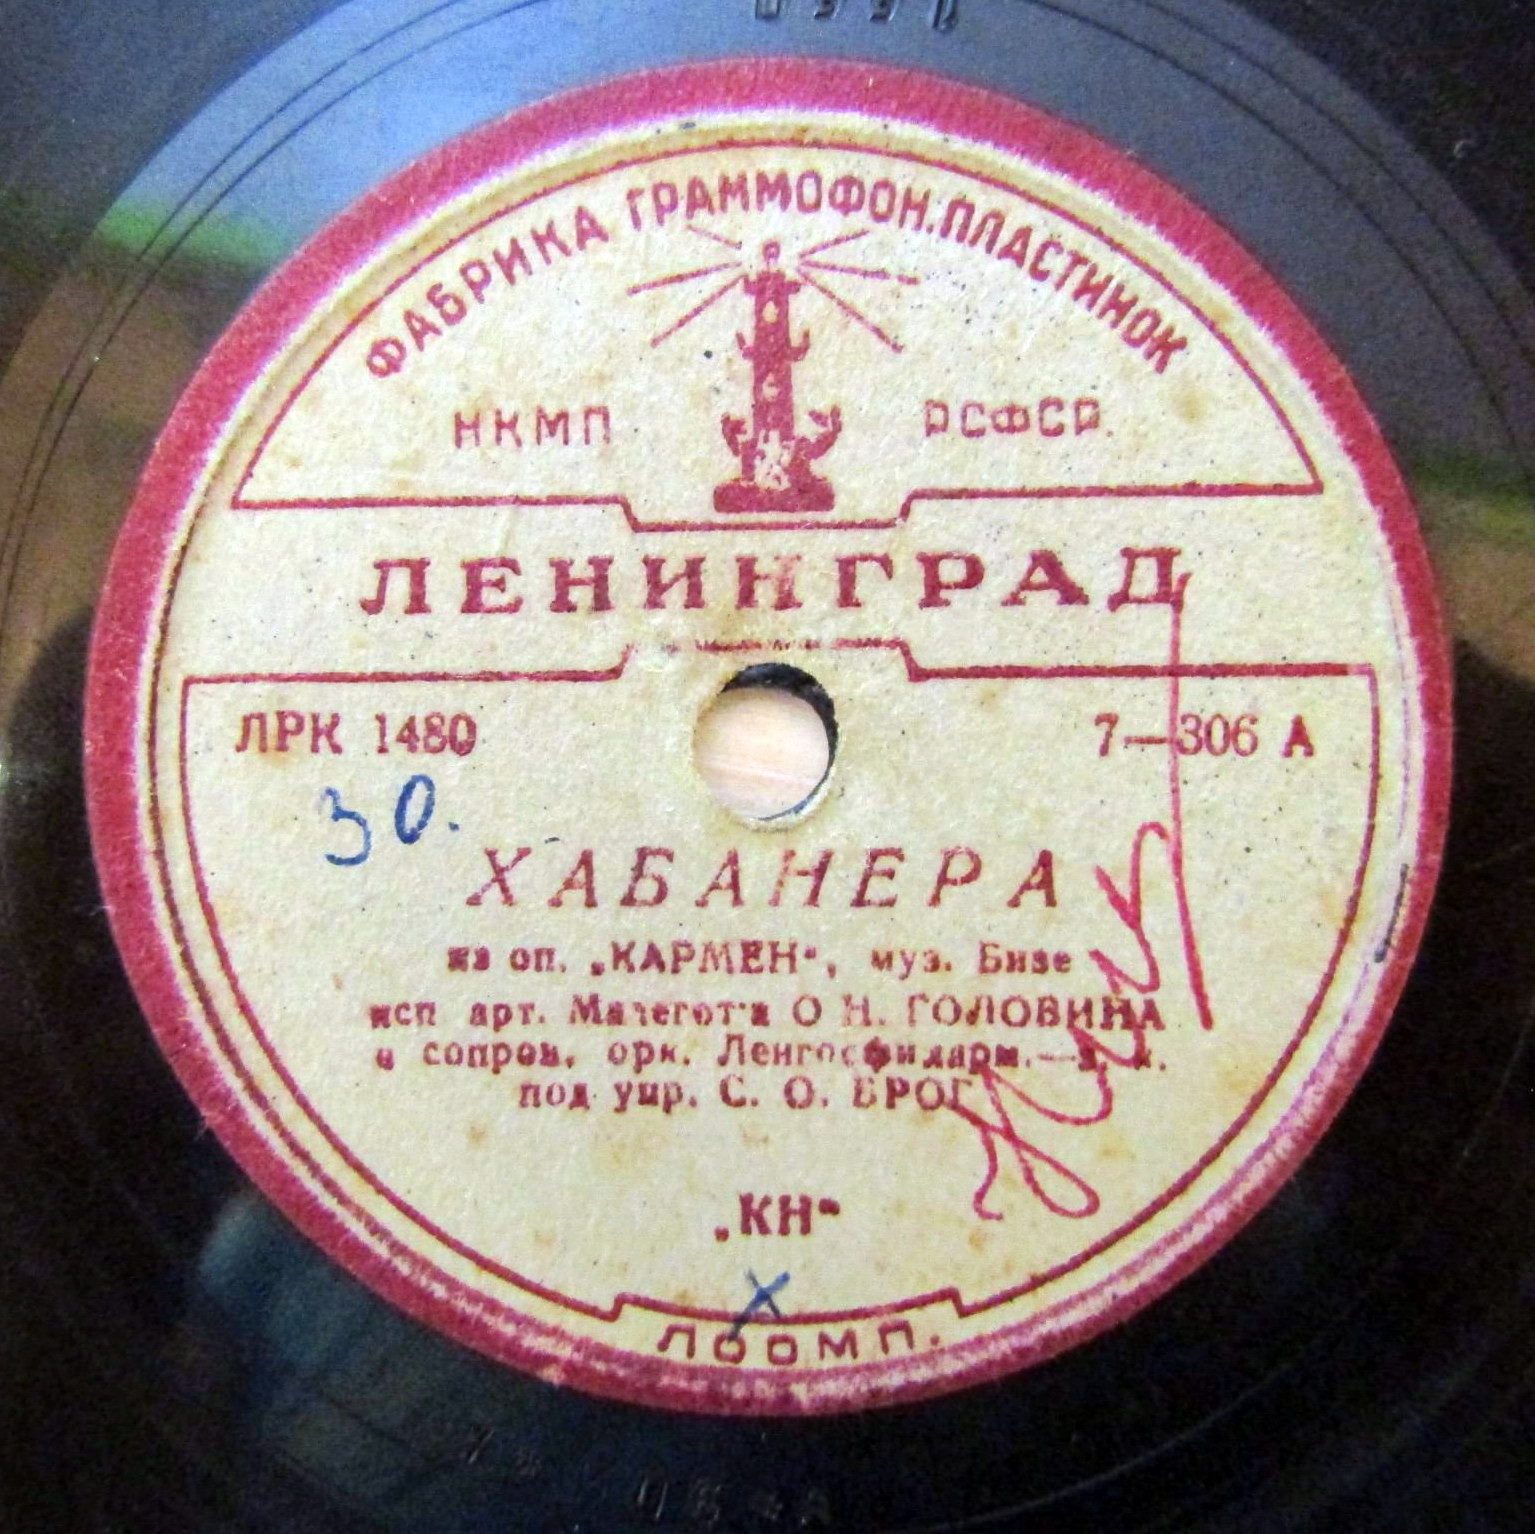 ФАБРИКА ГРАММОФОН.ПЛАСТИНОК
НКМП РСФСР.
ЛЕНИНГРАД
ЛРК 1480 7—306 А
30.
ХАБАНЕРА
из оп. „КАРМЕН“, муз. Бизе
исп арт. О Н. ГОЛОВИНА
с сопров. орк. Ленгосфиларм.—
под упр. С. О. БРОГ
„КН“
ЛООМП.